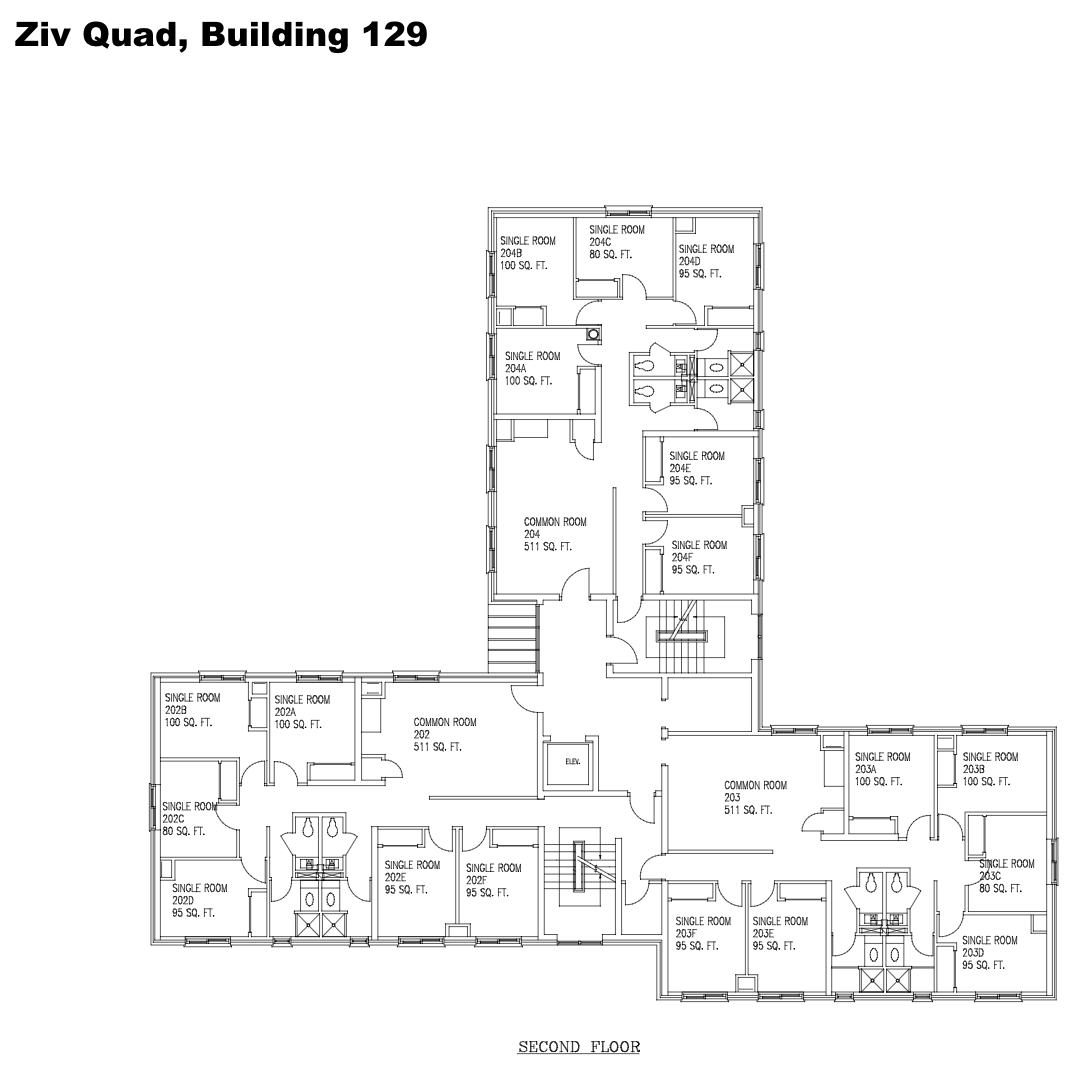 Ziv Quad, Building 129
SINGLE ROOM
204B
100 SQ. FT.
SINGLE ROOM
204C
80 SQ. FT.
SINGLE ROOM
204D
95 SQ. FT.
SINGLE ROOM
204A
100 SQ. FT.
SINGLE ROOM
204E
95 SQ. FT.
COMMON ROOM
204
511 SQ. FT.
SINGLE ROOM
204F
95 SQ. FT.
SINGLE ROOM
202B
100 SQ. FT.
SINGLE ROOM
202A
100 SQ. FT.
COMMON ROOM
202
511 SQ. FT.
ELEV.
SINGLE ROOM
202C
80 SQ. FT.
SINGLE ROOM
202D
95 SQ. FT.
SINGLE ROOM
202E
95 SQ. FT.
SINGLE ROOM
202F
95 SQ. FT.
COMMON ROOM
203
511 SQ. FT.
SINGLE ROOM
203A
100 SQ. FT.
SINGLE ROOM
203B
100 SQ. FT.
SINGLE ROOM
203C
80 SQ. FT.
SINGLE ROOM
203F
95 SQ. FT.
SINGLE ROOM
203E
95 SQ. FT.
SINGLE ROOM
203D
95 SQ. FT.
SECOND FLOOR